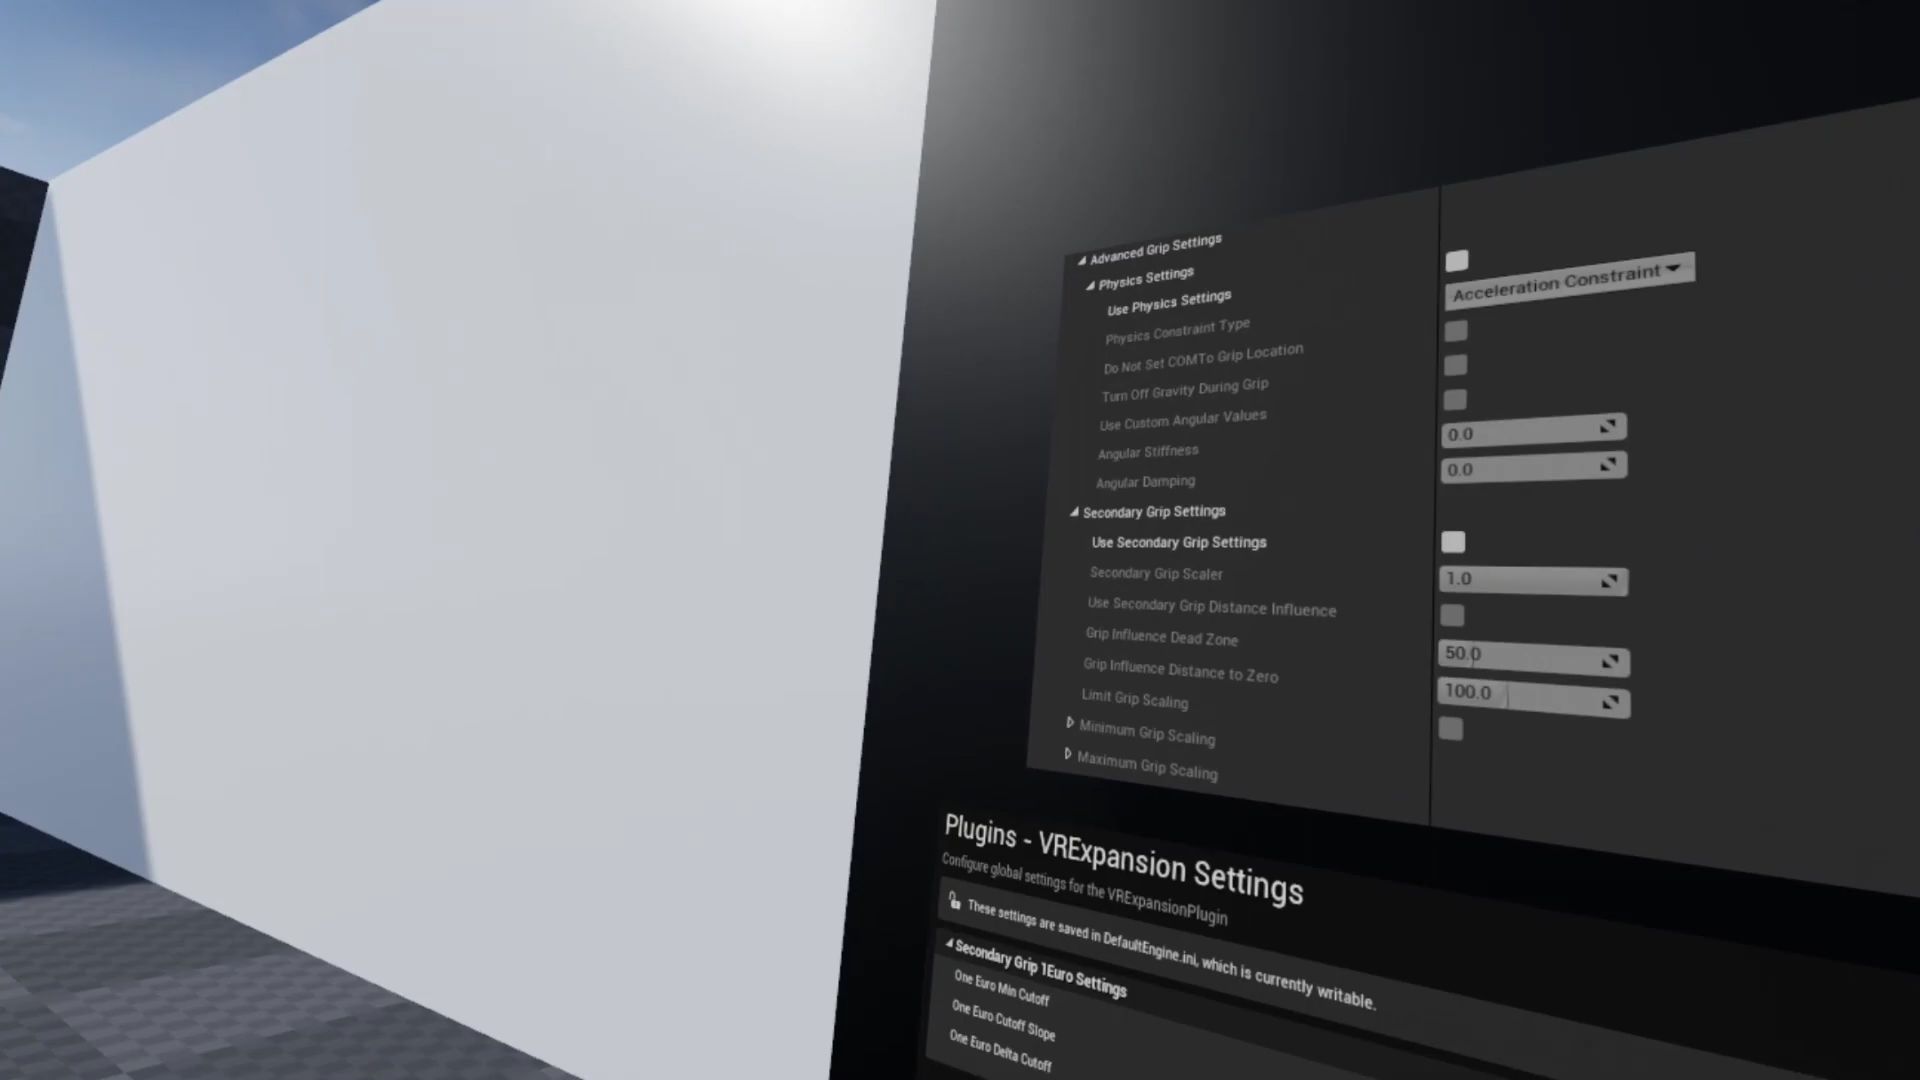 Advanced Grip Settings
Physics Settings
Use Physics Settings
Physics Constraint Type
Acceleration Constraint
Do Not Set COMTo Grip Location
Turn Off Gravity During Grip
Use Custom Angular Values
Angular Stiffness
0.0
Angular Damping
0.0
Secondary Grip Settings
Use Secondary Grip Settings
Secondary Grip Scaler
1.0
Use Secondary Grip Distance Influence
Grip Influence Dead Zone
50.0
Grip Influence Distance to Zero
100.0
Limit Grip Scaling
Minimum Grip Scaling
Maximum Grip Scaling
Plugins - VRExpansion Settings
Configure global settings for the VRExpansionPlugin
These settings are saved in DefaultEngine.ini, which is currently writable.
Secondary Grip 1Euro Settings
One Euro Min Cutoff
One Euro Cutoff Slope
One Euro Delta Cutoff